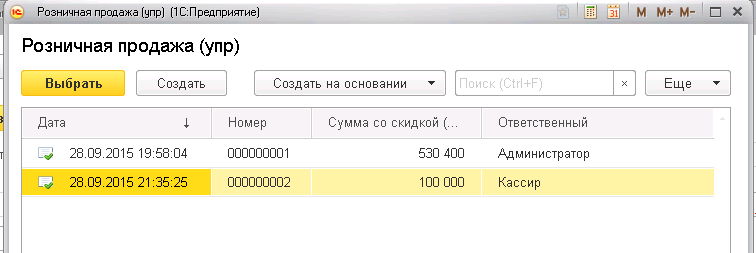 Розничная продажа (упр) (1С:Предприятие)
31 M M+ M-
Розничная продажа (упр)
Выбрать Создать Создать на основании Поиск (Ctrl+F) × Еще
Дата ↓ Номер Сумма со скидкой (... Ответственный
28.09.2015 19:58:04 000000001 530 400 Администратор
28.09.2015 21:35:25 000000002 100 000 Кассир